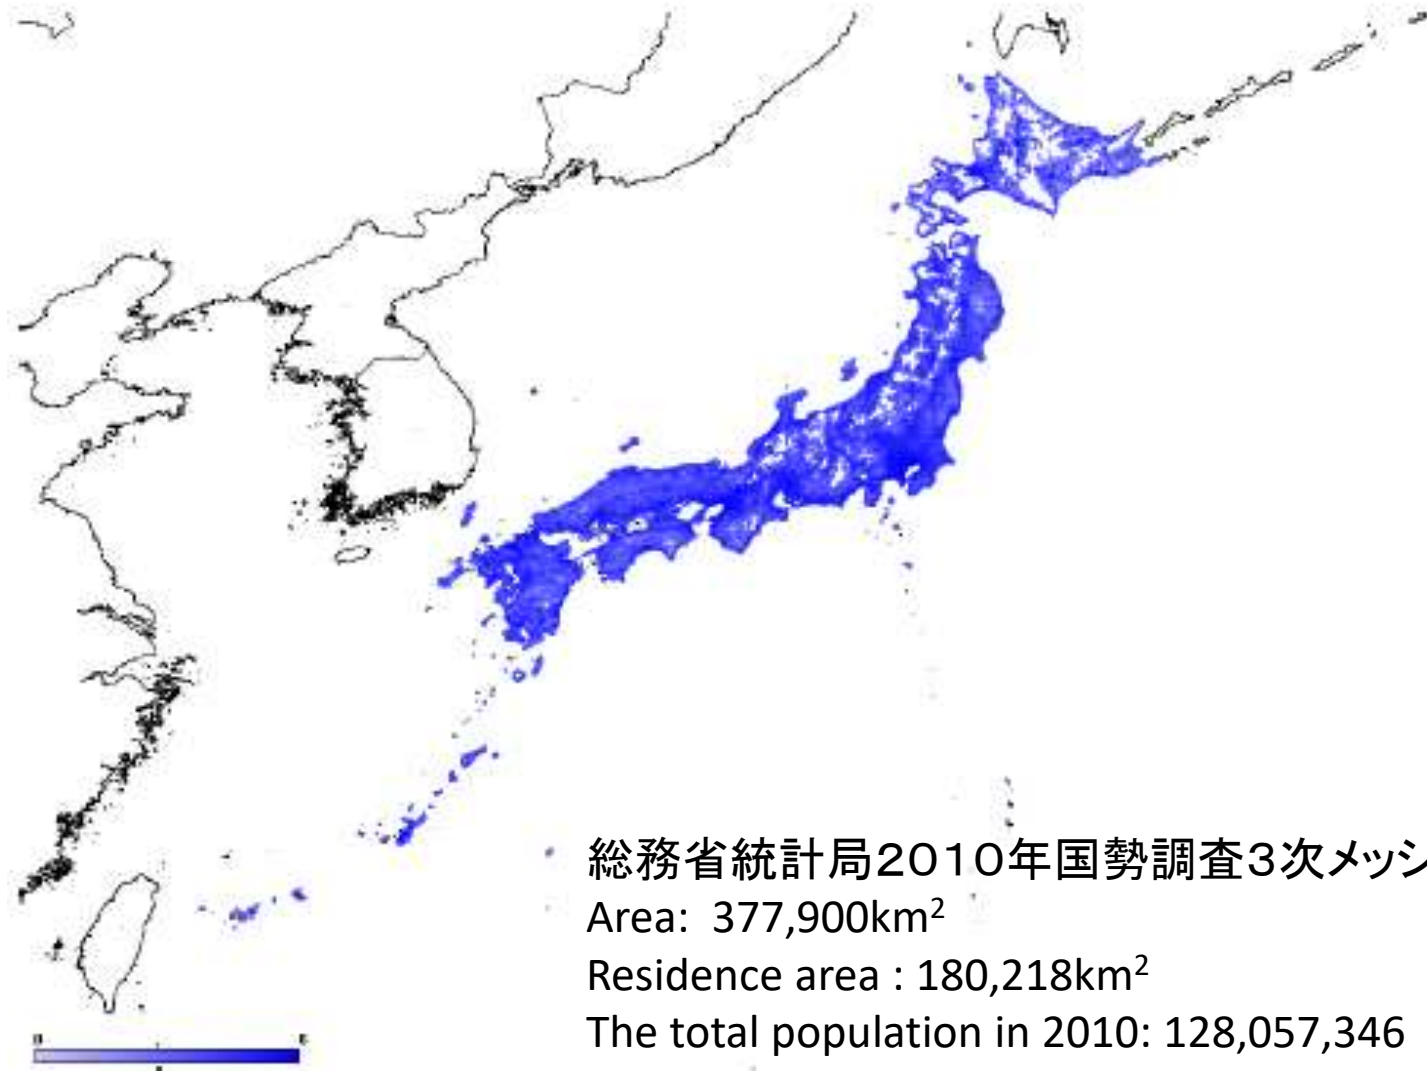 総務省統計局２０１０年国勢調査３次メッシ
Area:  377,900km²
Residence area : 180,218km²
The total population in 2010: 128,057,346